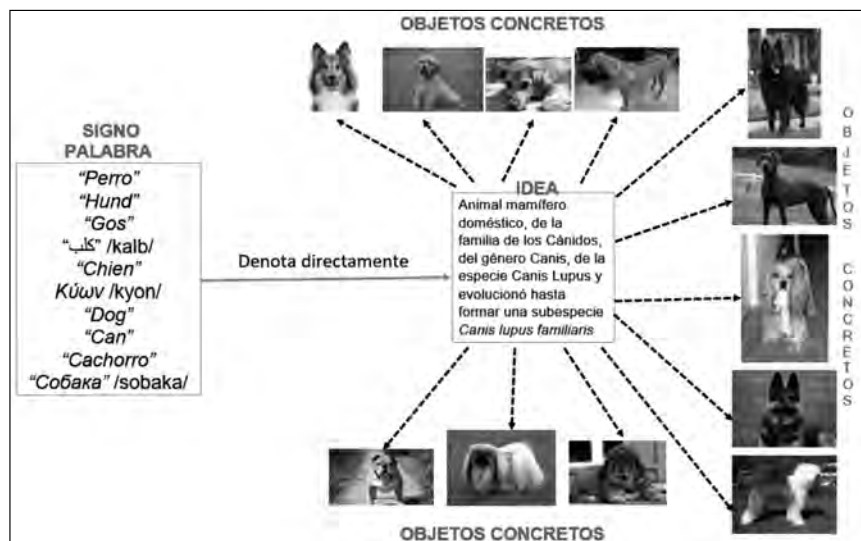 OBJETOS CONCRETOS
SIGNO
PALABRA
“Perro”
“Hund”
“Gos”
“كلب” /kalb/
“Chien”
Κύων /kyon/
“Dog”
“Can”
“Cachorro”
“Собака” /sobaka/
Denota directamente
IDEA
Animal mamífero
doméstico, de la
familia de los Cánidos,
del género Canis, de la
especie Canis Lupus y
evolucionó hasta
formar una subespecie
Canis lupus familiaris
OBJETOS CONCRETOS
OBJETOS CONCRETOS